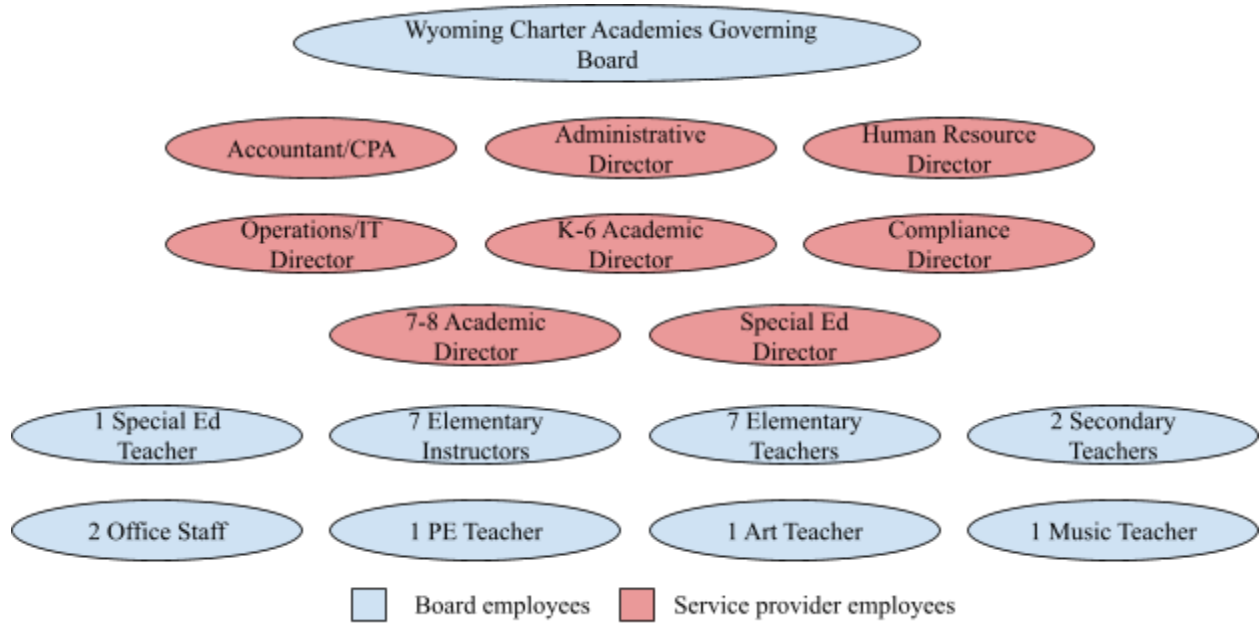 Wyoming Charter Academies Governing
Board
Accountant/CPA
Administrative
Director
Human Resource
Director
Operations/IT
Director
K-6 Academic
Director
Compliance
Director
7-8 Academic
Director
Special Ed
Director
1 Special Ed
Teacher
7 Elementary
Instructors
7 Elementary
Teachers
2 Secondary
Teachers
2 Office Staff
1 PE Teacher
1 Art Teacher
1 Music Teacher
Board employees
Service provider employees